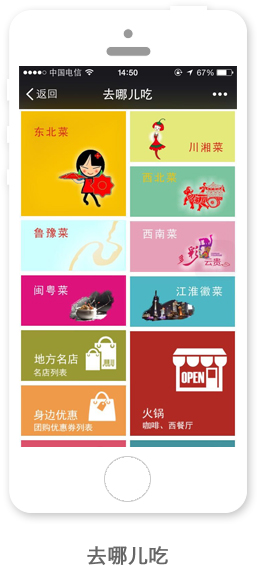 中国电信 14:50 67%
返回 去哪儿吃
东北菜
川湘菜
西北菜
鲁豫菜
西南菜
云贵
闽粤菜
江淮徽菜
地方名店
名店列表
OPEN
身边优惠
团购优惠券列表
火锅
咖啡、西餐厅
去哪儿吃